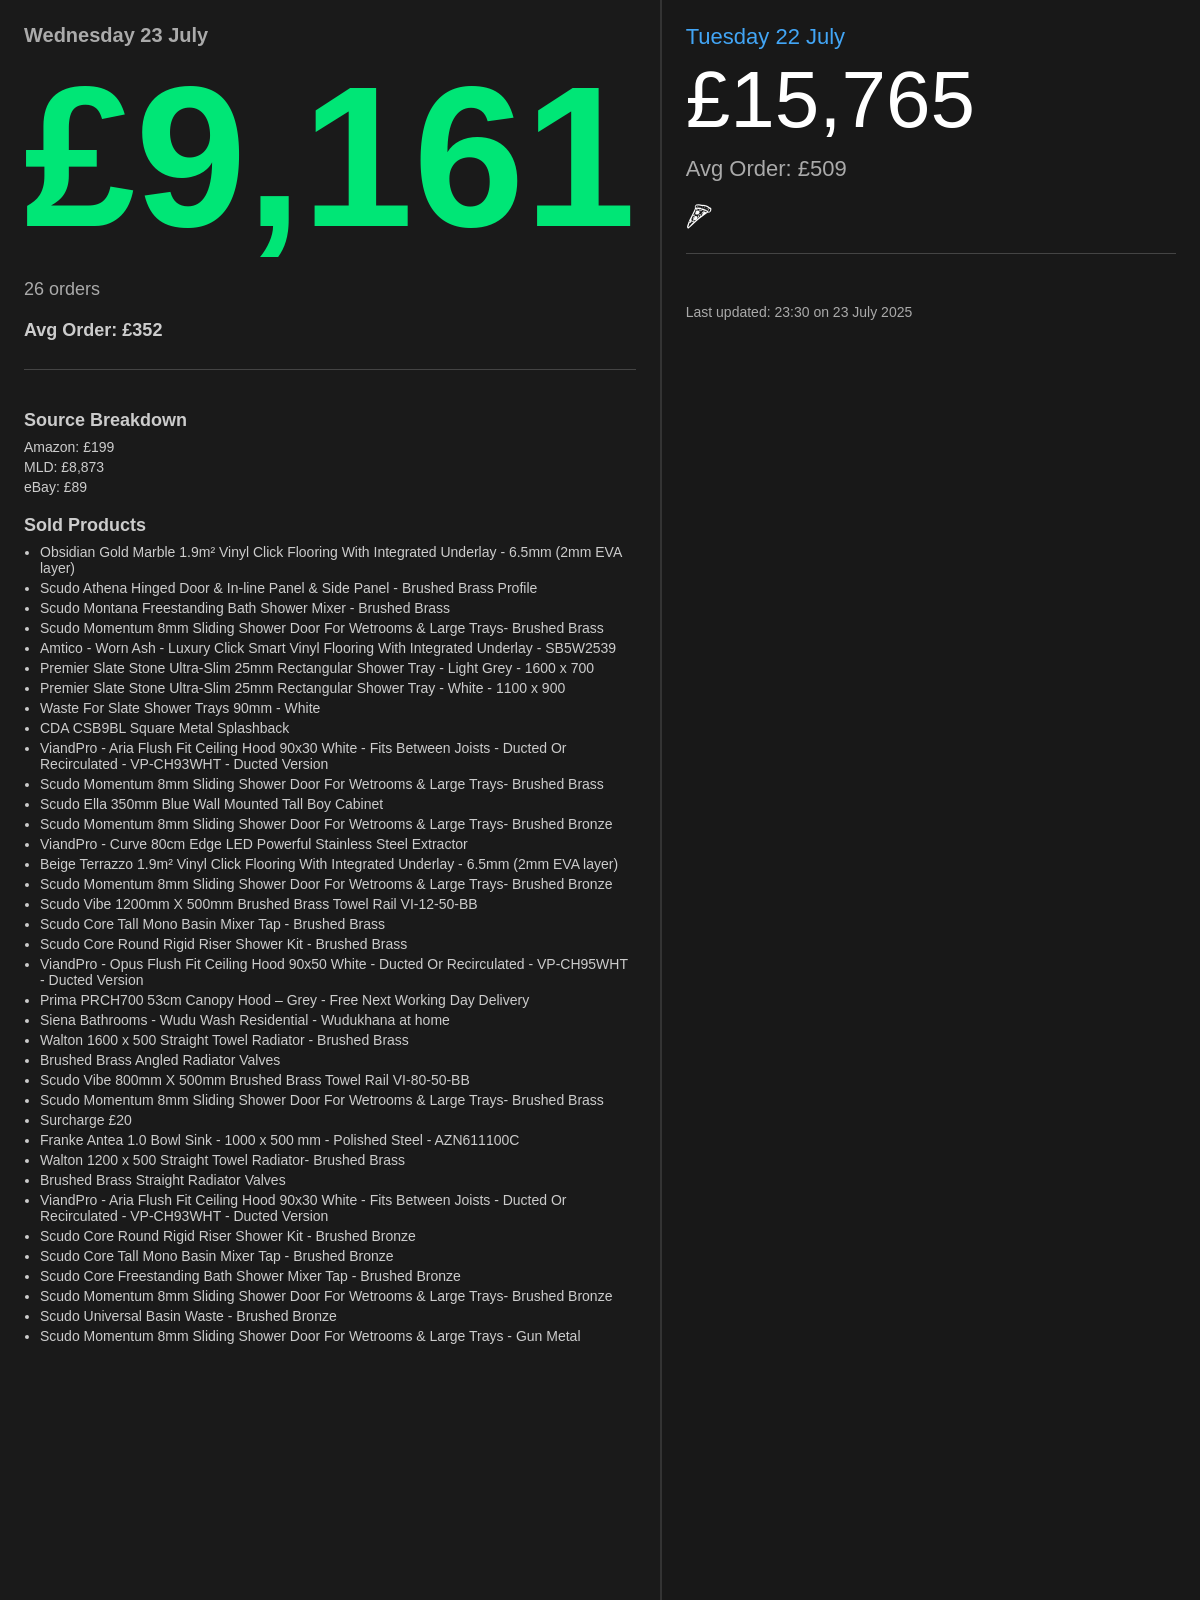 Wednesday 23 July
£9,161
26 orders
Avg Order: £352
Source Breakdown
Amazon: £199
MLD: £8,873
eBay: £89
Sold Products
• Obsidian Gold Marble 1.9m² Vinyl Click Flooring With Integrated Underlay - 6.5mm (2mm EVA
layer)
• Scudo Athena Hinged Door & In-line Panel & Side Panel - Brushed Brass Profile
• Scudo Montana Freestanding Bath Shower Mixer - Brushed Brass
• Scudo Momentum 8mm Sliding Shower Door For Wetrooms & Large Trays- Brushed Brass
• Amtico - Worn Ash - Luxury Click Smart Vinyl Flooring With Integrated Underlay - SB5W2539
• Premier Slate Stone Ultra-Slim 25mm Rectangular Shower Tray - Light Grey - 1600 x 700
• Premier Slate Stone Ultra-Slim 25mm Rectangular Shower Tray - White - 1100 x 900
• Waste For Slate Shower Trays 90mm - White
• CDA CSB9BL Square Metal Splashback
• ViandPro - Aria Flush Fit Ceiling Hood 90x30 White - Fits Between Joists - Ducted Or
Recirculated - VP-CH93WHT - Ducted Version
• Scudo Momentum 8mm Sliding Shower Door For Wetrooms & Large Trays- Brushed Brass
• Scudo Ella 350mm Blue Wall Mounted Tall Boy Cabinet
• Scudo Momentum 8mm Sliding Shower Door For Wetrooms & Large Trays- Brushed Bronze
• ViandPro - Curve 80cm Edge LED Powerful Stainless Steel Extractor
• Beige Terrazzo 1.9m² Vinyl Click Flooring With Integrated Underlay - 6.5mm (2mm EVA layer)
• Scudo Momentum 8mm Sliding Shower Door For Wetrooms & Large Trays- Brushed Bronze
• Scudo Vibe 1200mm X 500mm Brushed Brass Towel Rail VI-12-50-BB
• Scudo Core Tall Mono Basin Mixer Tap - Brushed Brass
• Scudo Core Round Rigid Riser Shower Kit - Brushed Brass
• ViandPro - Opus Flush Fit Ceiling Hood 90x50 White - Ducted Or Recirculated - VP-CH95WHT
- Ducted Version
• Prima PRCH700 53cm Canopy Hood – Grey - Free Next Working Day Delivery
• Siena Bathrooms - Wudu Wash Residential - Wudukhana at home
• Walton 1600 x 500 Straight Towel Radiator - Brushed Brass
• Brushed Brass Angled Radiator Valves
• Scudo Vibe 800mm X 500mm Brushed Brass Towel Rail VI-80-50-BB
• Scudo Momentum 8mm Sliding Shower Door For Wetrooms & Large Trays- Brushed Brass
• Surcharge £20
• Franke Antea 1.0 Bowl Sink - 1000 x 500 mm - Polished Steel - AZN611100C
• Walton 1200 x 500 Straight Towel Radiator- Brushed Brass
• Brushed Brass Straight Radiator Valves
• ViandPro - Aria Flush Fit Ceiling Hood 90x30 White - Fits Between Joists - Ducted Or
Recirculated - VP-CH93WHT - Ducted Version
• Scudo Core Round Rigid Riser Shower Kit - Brushed Bronze
• Scudo Core Tall Mono Basin Mixer Tap - Brushed Bronze
• Scudo Core Freestanding Bath Shower Mixer Tap - Brushed Bronze
• Scudo Momentum 8mm Sliding Shower Door For Wetrooms & Large Trays- Brushed Bronze
• Scudo Universal Basin Waste - Brushed Bronze
• Scudo Momentum 8mm Sliding Shower Door For Wetrooms & Large Trays - Gun Metal
Tuesday 22 July
£15,765
Avg Order: £509
Last updated: 23:30 on 23 July 2025